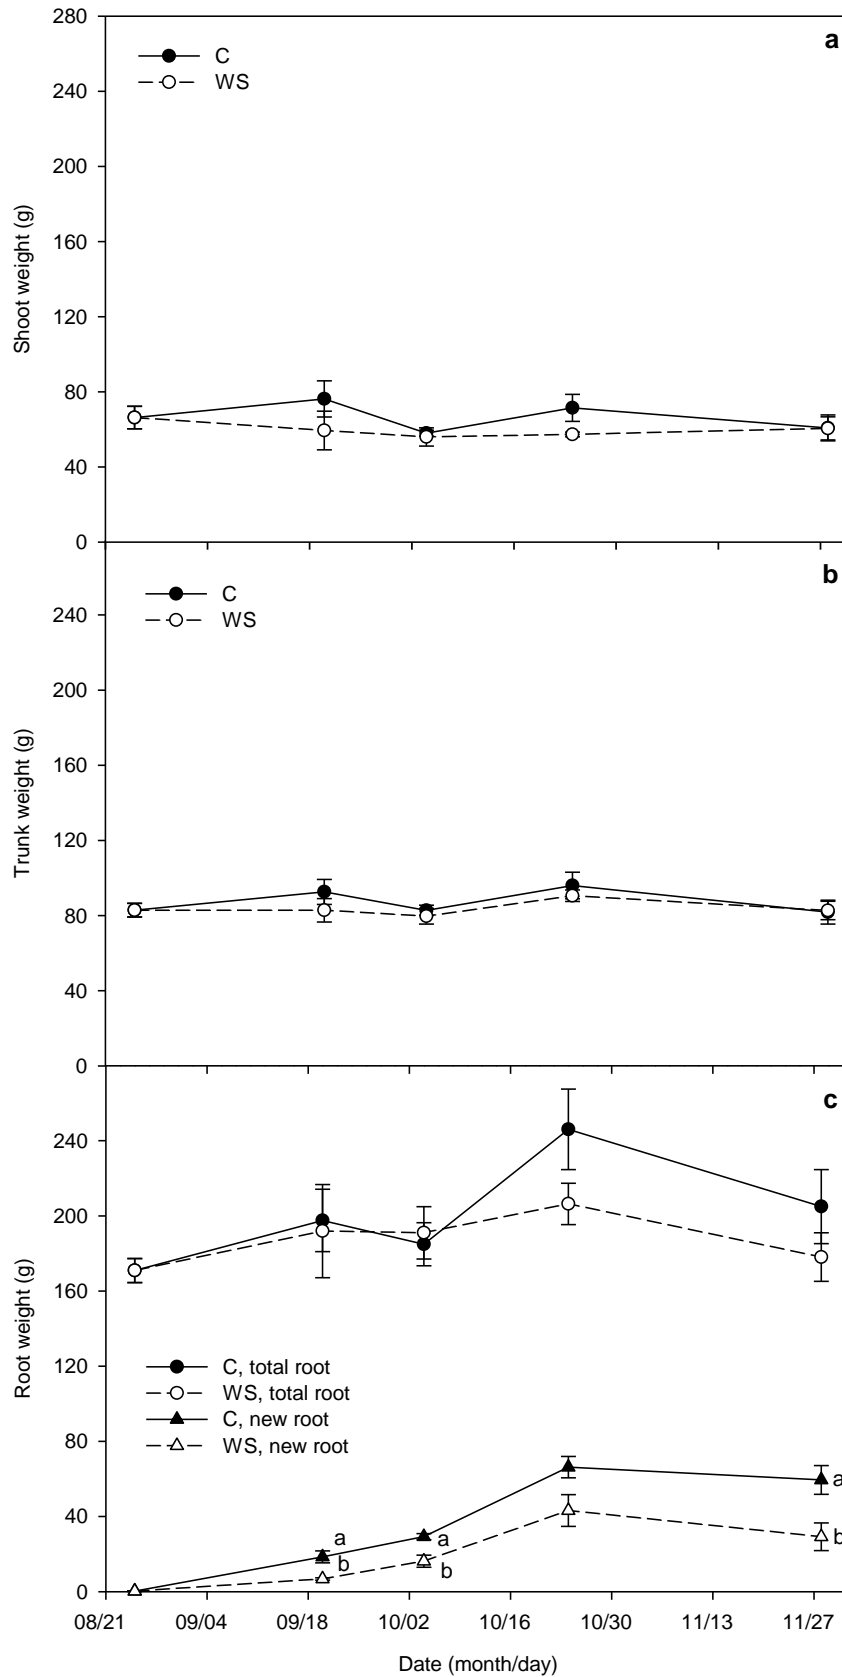 280
a
C
WS
240
200
160
120
80
40
0
Shoot weight (g)
b
C
WS
240
200
160
120
80
40
0
Trunk weight (g)
c
240
200
160
120
80
40
0
Root weight (g)
C, total root
WS, total root
C, new root
WS, new root
a
b
a
b
a
b
08/21 09/04 09/18 10/02 10/16 10/30 11/13 11/27
Date (month/day)